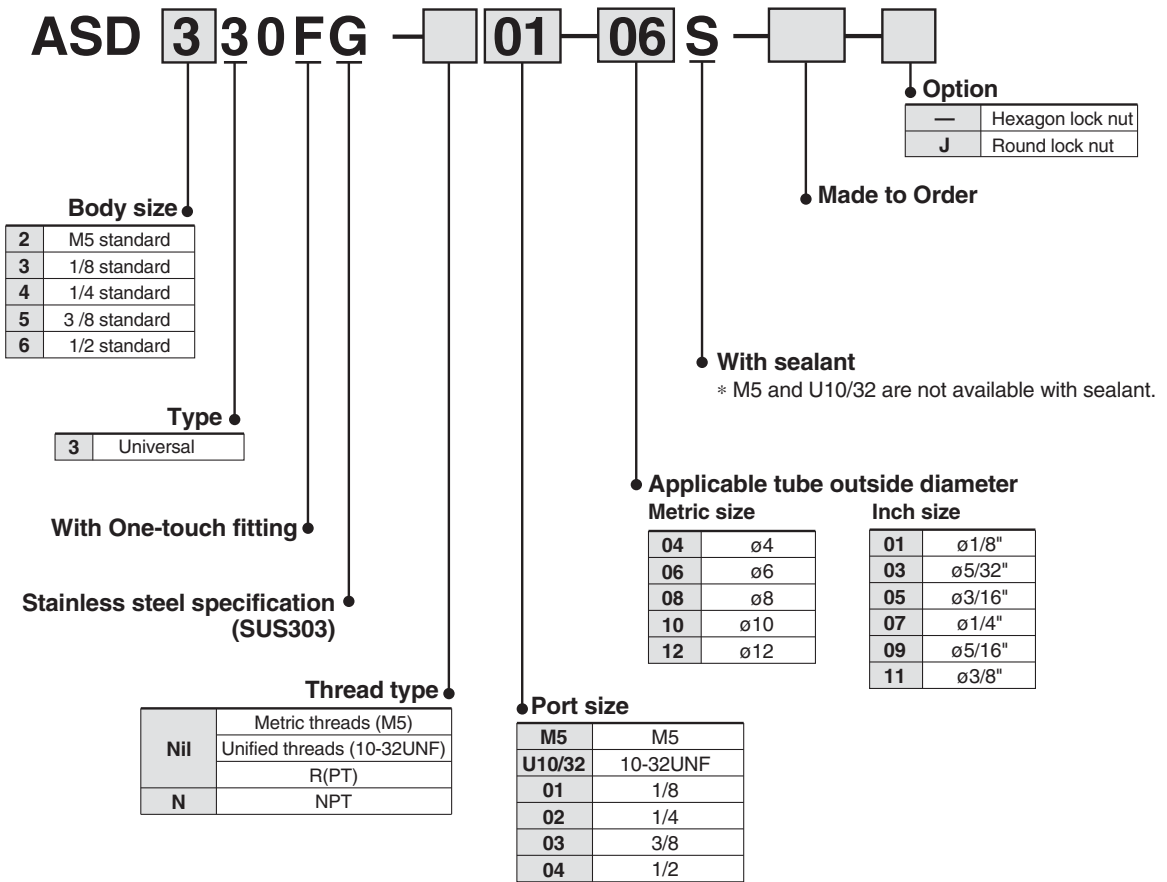 ASD 3 3 0 F G — 01 — 06 S —
Option
— Hexagon lock nut
J Round lock nut
Made to Order
Body size
2 M5 standard
3 1/8 standard
4 1/4 standard
5 3 /8 standard
6 1/2 standard
With sealant
* M5 and U10/32 are not available with sealant.
Type
3 Universal
Applicable tube outside diameter
Metric size
04 ø4
06 ø6
08 ø8
10 ø10
12 ø12
Inch size
01 ø1/8"
03 ø5/32"
05 ø3/16"
07 ø1/4"
09 ø5/16"
11 ø3/8"
With One-touch fitting
Stainless steel specification
(SUS303)
Thread type
Nil Metric threads (M5)
Unified threads (10-32UNF)
R(PT)
N NPT
Port size
M5 M5
U10/32 10-32UNF
01 1/8
02 1/4
03 3/8
04 1/2